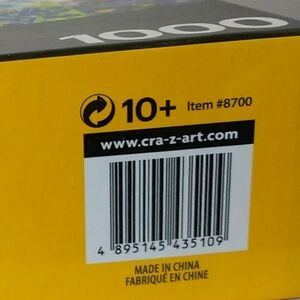 1000
10+ Item #8700
www.cra-z-art.com
4 895145 435109
MADE IN CHINA
FABRIQUÉ EN CHINE